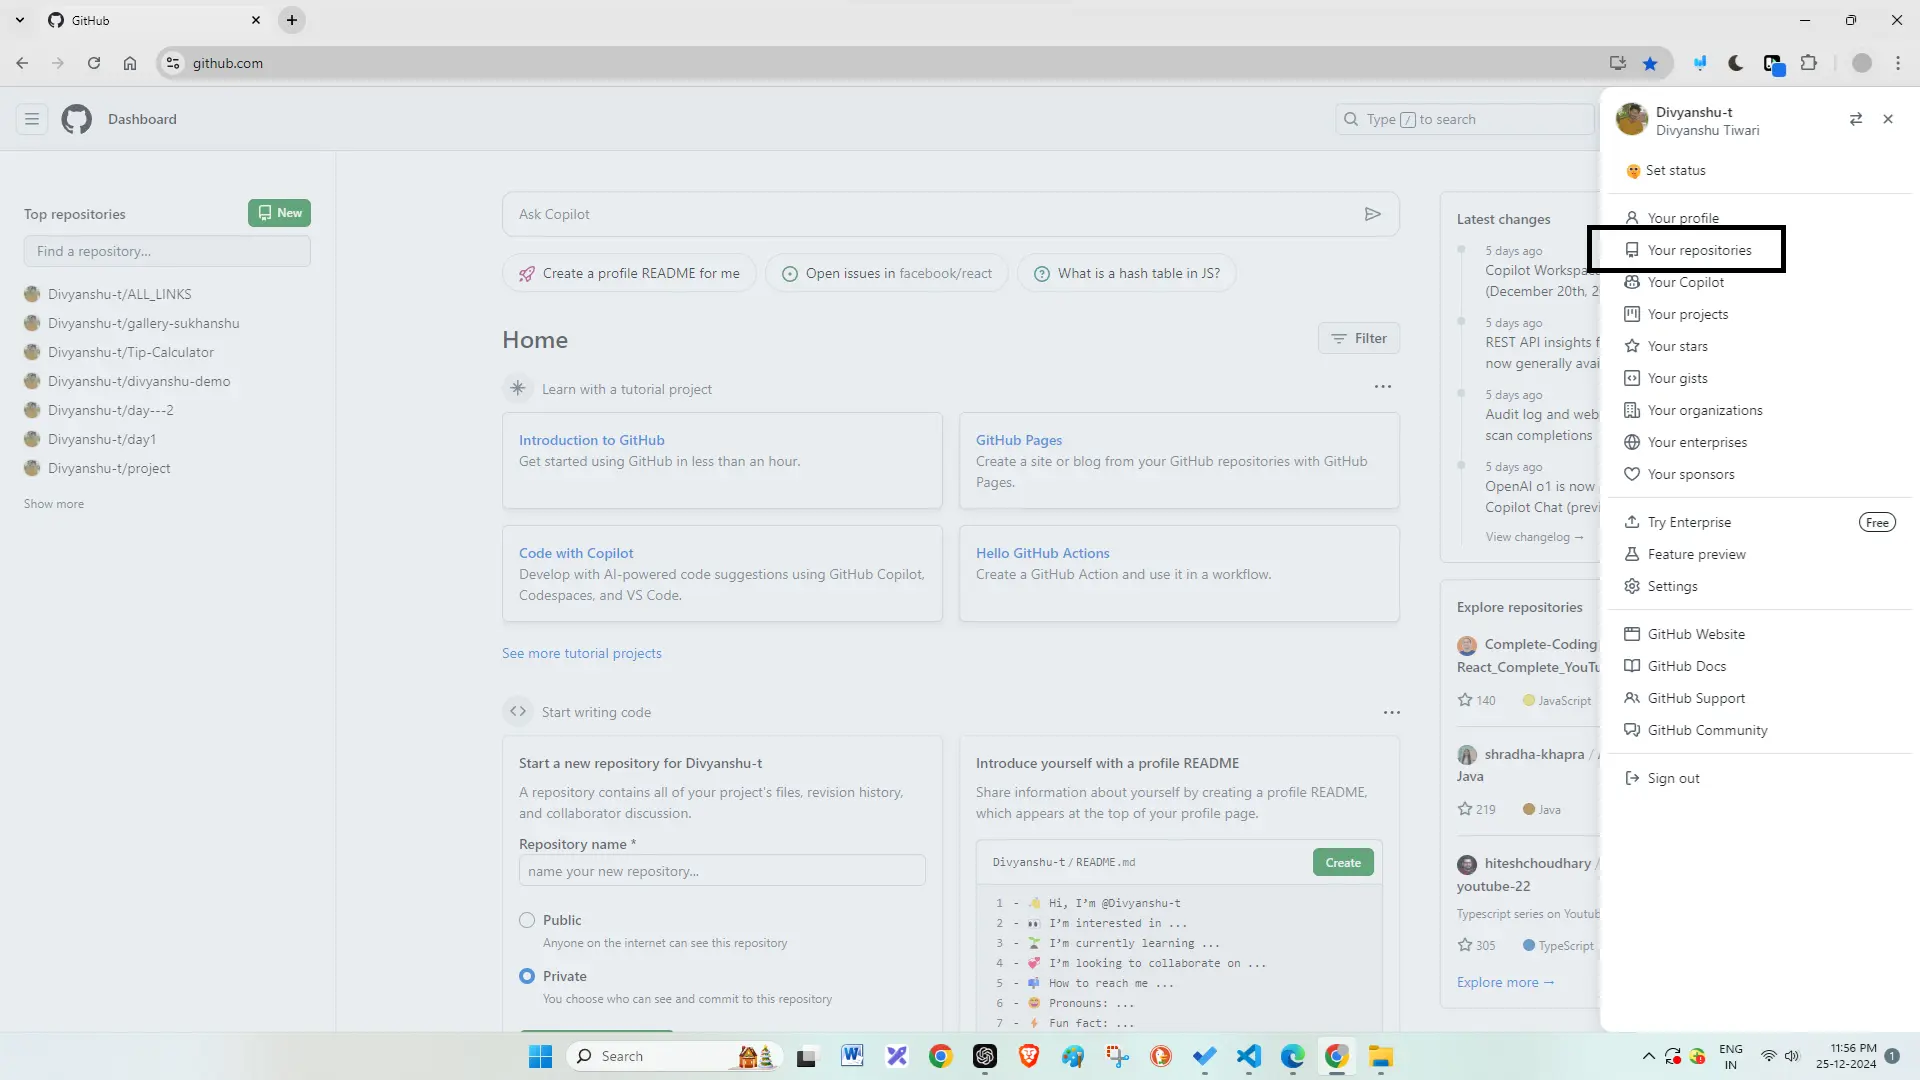 GitHub
github.com
Dashboard
Type / to search
Divyanshu-t
Divyanshu Tiwari
Set status
Your profile
Your repositories
Your Copilot
Your projects
Your stars
Your gists
Your organizations
Your enterprises
Your sponsors
Try Enterprise
Free
Feature preview
Settings
GitHub Website
GitHub Docs
GitHub Support
GitHub Community
Sign out
Top repositories
New
Find a repository...
Divyanshu-t/ALL_LINKS
Divyanshu-t/gallery-sukhanshu
Divyanshu-t/Tip-Calculator
Divyanshu-t/divyanshu-demo
Divyanshu-t/day---2
Divyanshu-t/day1
Divyanshu-t/project
Show more
Ask Copilot
Create a profile README for me
Open issues in facebook/react
What is a hash table in JS?
Home
Filter
Learn with a tutorial project
Introduction to GitHub
Get started using GitHub in less than an hour.
GitHub Pages
Create a site or blog from your GitHub repositories with GitHub
Pages.
Code with Copilot
Develop with AI-powered code suggestions using GitHub Copilot,
Codespaces, and VS Code.
Hello GitHub Actions
Create a GitHub Action and use it in a workflow.
See more tutorial projects
Start writing code
Start a new repository for Divyanshu-t
A repository contains all of your project's files, revision history,
and collaborator discussion.
Repository name *
name your new repository...
Public
Anyone on the internet can see this repository
Private
You choose who can see and commit to this repository
Introduce yourself with a profile README
Share information about yourself by creating a profile README,
which appears at the top of your profile page.
Divyanshu-t / README.md
Create
1 - 👋 Hi, I'm @Divyanshu-t
2 - 👀 I'm interested in ...
3 - 🌱 I'm currently learning ...
4 - 💞️ I'm looking to collaborate on ...
5 - 📫 How to reach me ...
6 - 😄 Pronouns: ...
7 - ⚡ Fun fact: ...
Latest changes
5 days ago
Copilot Workspac
(December 20th, 2
5 days ago
REST API insights f
now generally avai
5 days ago
Audit log and web
scan completions
5 days ago
OpenAI o1 is now
Copilot Chat (previ
View changelog →
Explore repositories
Complete-Coding
React_Complete_YouTu
140
JavaScript
shradha-khapra /
Java
219
Java
hiteshchoudhary /
youtube-22
Typescript series on Youtub
305
TypeScript
Explore more →
Search
ENG
IN
11:56 PM
25-12-2024
1